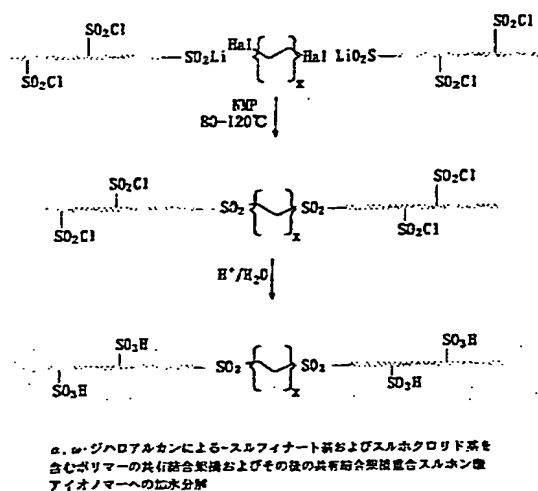 SO₂Cl SO₂Cl
SO₂Li Hal Hal LiO₂S
SO₂Cl x SO₂Cl
NMP
80-120℃
SO₂Cl SO₂Cl
SO₂ SO₂
SO₂Cl x SO₂Cl
H⁺/H₂O
SO₃H SO₃H
SO₂ SO₂
SO₃H x SO₃H
α,ω-ジハロアルカンによる-スルフィナート基およびスルホクロリド基を
含むポリマーの共有結合架橋およびその後の共有結合架橋重合スルホン酸
アイオノマーへの加水分解